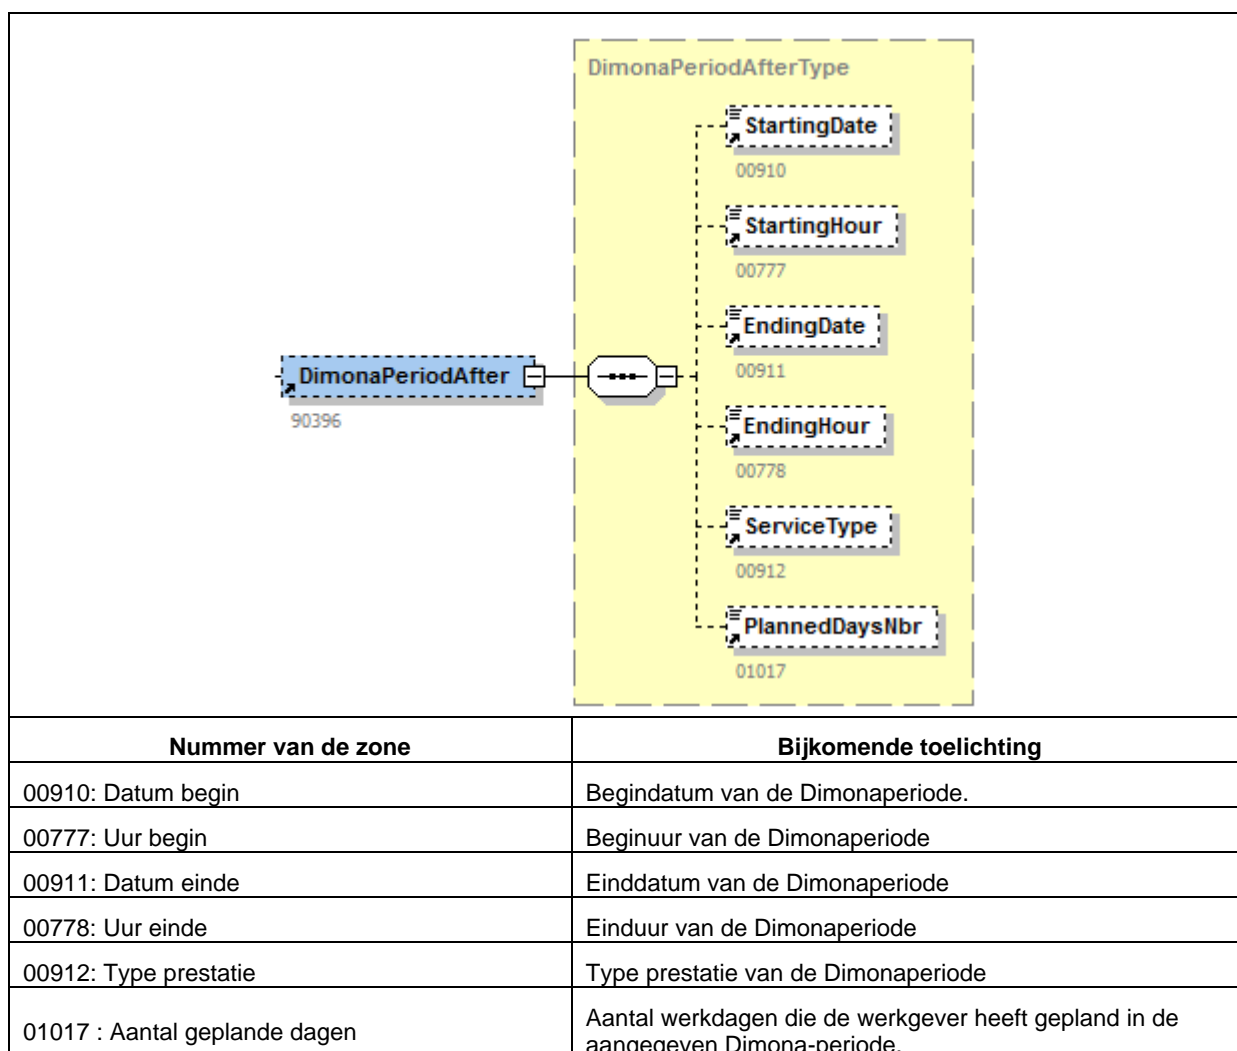 DimonaPeriodAfterType
StartingDate
00910
StartingHour
00777
EndingDate
00911
DimonaPeriodAfter
90396
EndingHour
00778
ServiceType
00912
PlannedDaysNbr
01017
Nummer van de zone
Bijkomende toelichting
00910: Datum begin
Begindatum van de Dimonaperiode.
00777: Uur begin
Beginuur van de Dimonaperiode
00911: Datum einde
Einddatum van de Dimonaperiode
00778: Uur einde
Einduur van de Dimonaperiode
00912: Type prestatie
Type prestatie van de Dimonaperiode
01017 : Aantal geplande dagen
Aantal werkdagen die de werkgever heeft gepland in de
aangegeven Dimona-periode.